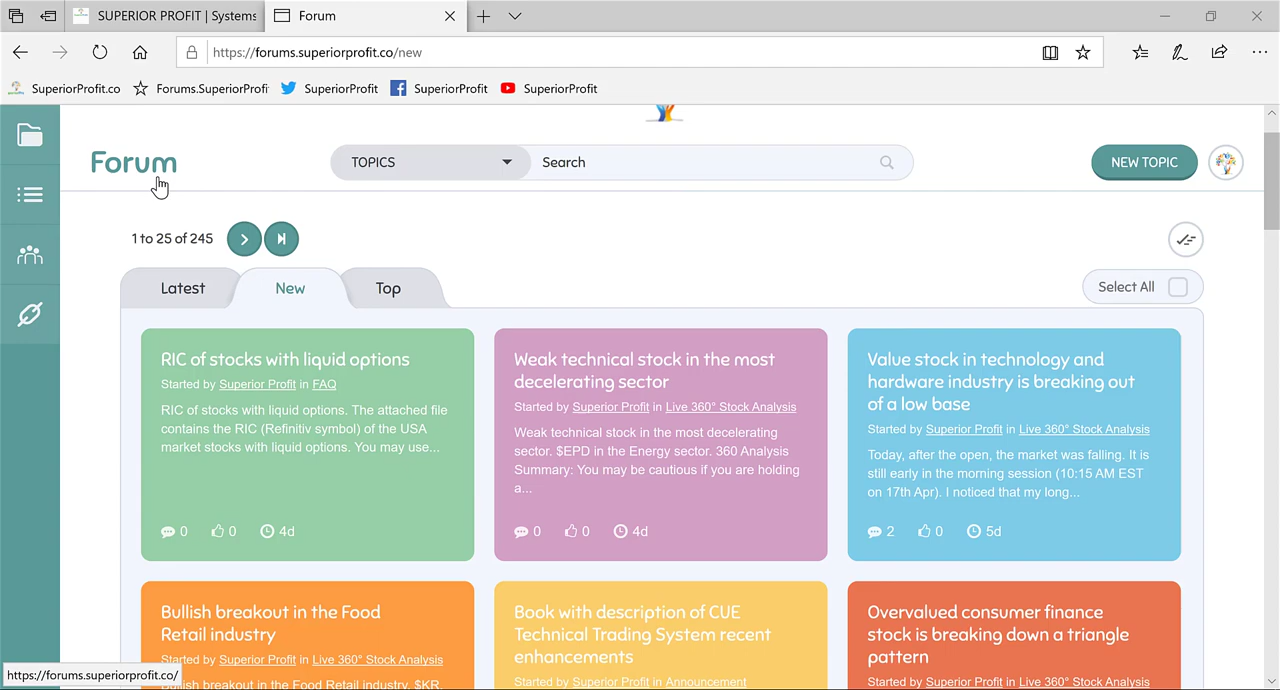 SUPERIOR PROFIT | Systems
Forum
https://forums.superiorprofit.co/new
SuperiorProfit.co
Forums.SuperiorProfi
SuperiorProfit
SuperiorProfit
SuperiorProfit
Forum
TOPICS
Search
NEW TOPIC
1 to 25 of 245
Latest
New
Top
Select All
RIC of stocks with liquid options
Started by Superior Profit in FAQ
RIC of stocks with liquid options. The attached file
contains the RIC (Refinitiv symbol) of the USA
market stocks with liquid options. You may use...
0 0 4d
Weak technical stock in the most
decelerating sector
Started by Superior Profit in Live 360° Stock Analysis
Weak technical stock in the most decelerating
sector. $EPD in the Energy sector. 360 Analysis
Summary: You may be cautious if you are holding
a...
0 0 4d
Value stock in technology and
hardware industry is breaking out
of a low base
Started by Superior Profit in Live 360° Stock Analysis
Today, after the open, the market was falling. It is
still early in the morning session (10:15 AM EST
on 17th Apr). I noticed that my long...
2 0 5d
Bullish breakout in the Food
Retail industry
Started by Superior Profit in Live 360° Stock Analysis
Bullish breakout in the Food Retail industry. $KR.
Book with description of CUE
Technical Trading System recent
enhancements
Started by Superior Profit in Announcement
Overvalued consumer finance
stock is breaking down a triangle
pattern
Started by Superior Profit in Live 360° Stock Analysis
https://forums.superiorprofit.co/